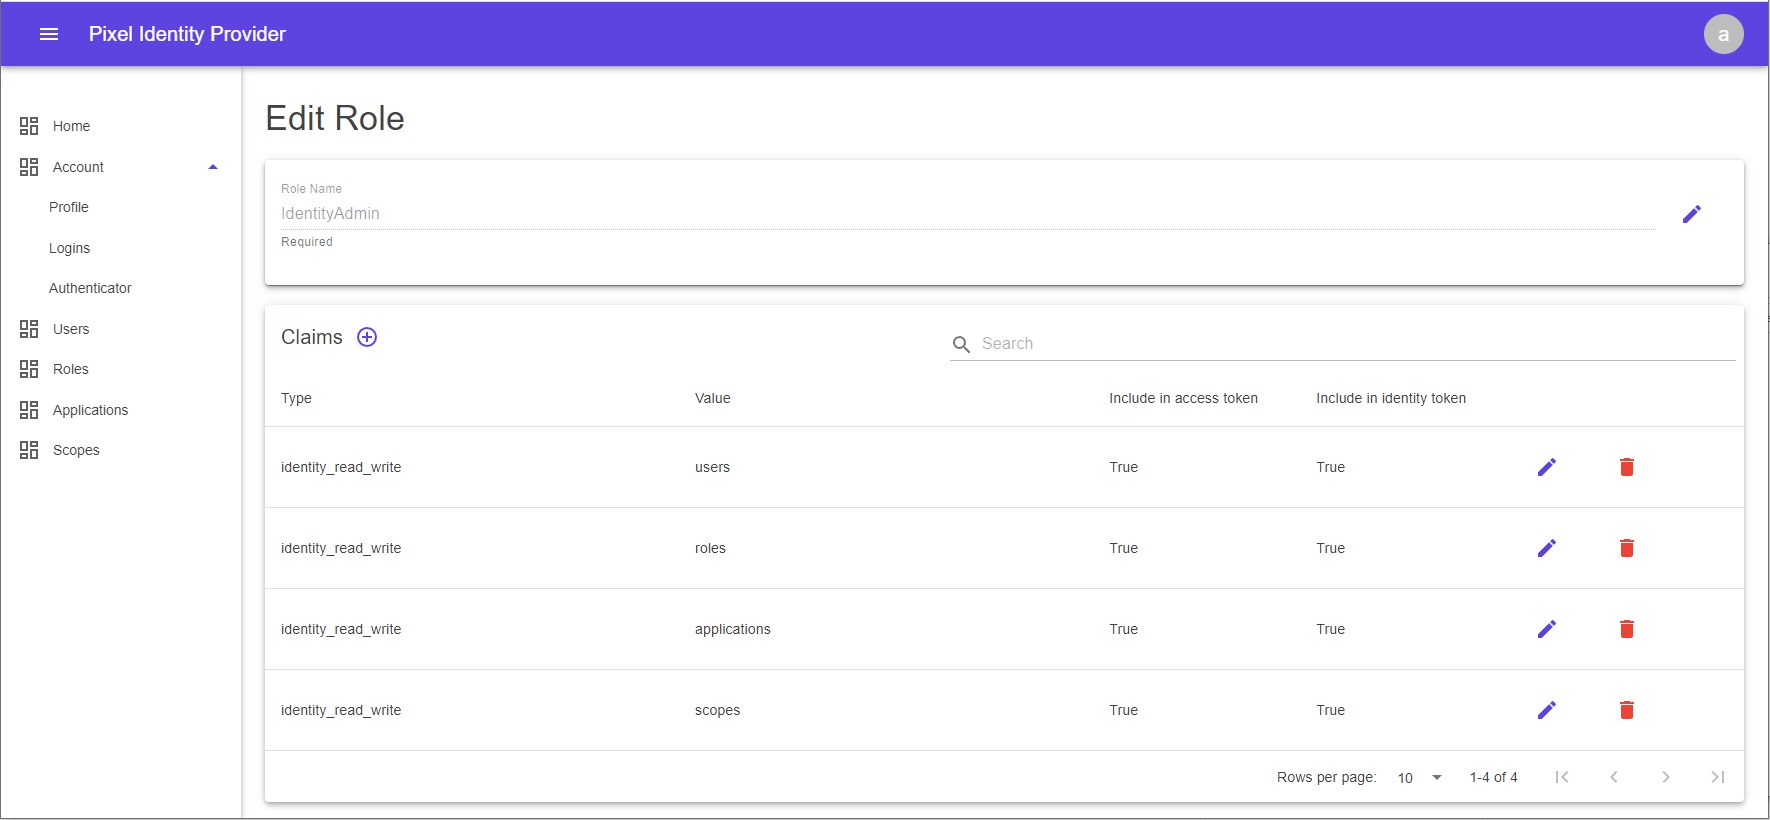 Pixel Identity Provider
a
Home
Account
Profile
Logins
Authenticator
Users
Roles
Applications
Scopes
Edit Role
Role Name
IdentityAdmin
Required
Claims
Search
Type Value Include in access token Include in identity token
identity_read_write users True True
identity_read_write roles True True
identity_read_write applications True True
identity_read_write scopes True True
Rows per page: 10 1-4 of 4